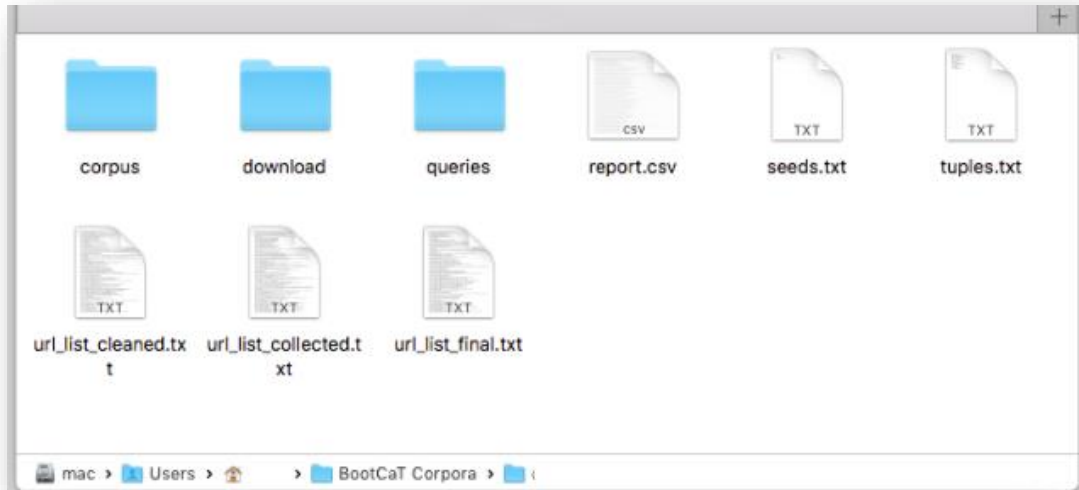 +
CSV TXT TXT
corpus download queries report.csv seeds.txt tuples.txt
TXT TXT TXT
url_list_cleaned.tx url_list_collected.t url_list_final.txt
t xt
mac › Users › › BootCaT Corpora ›